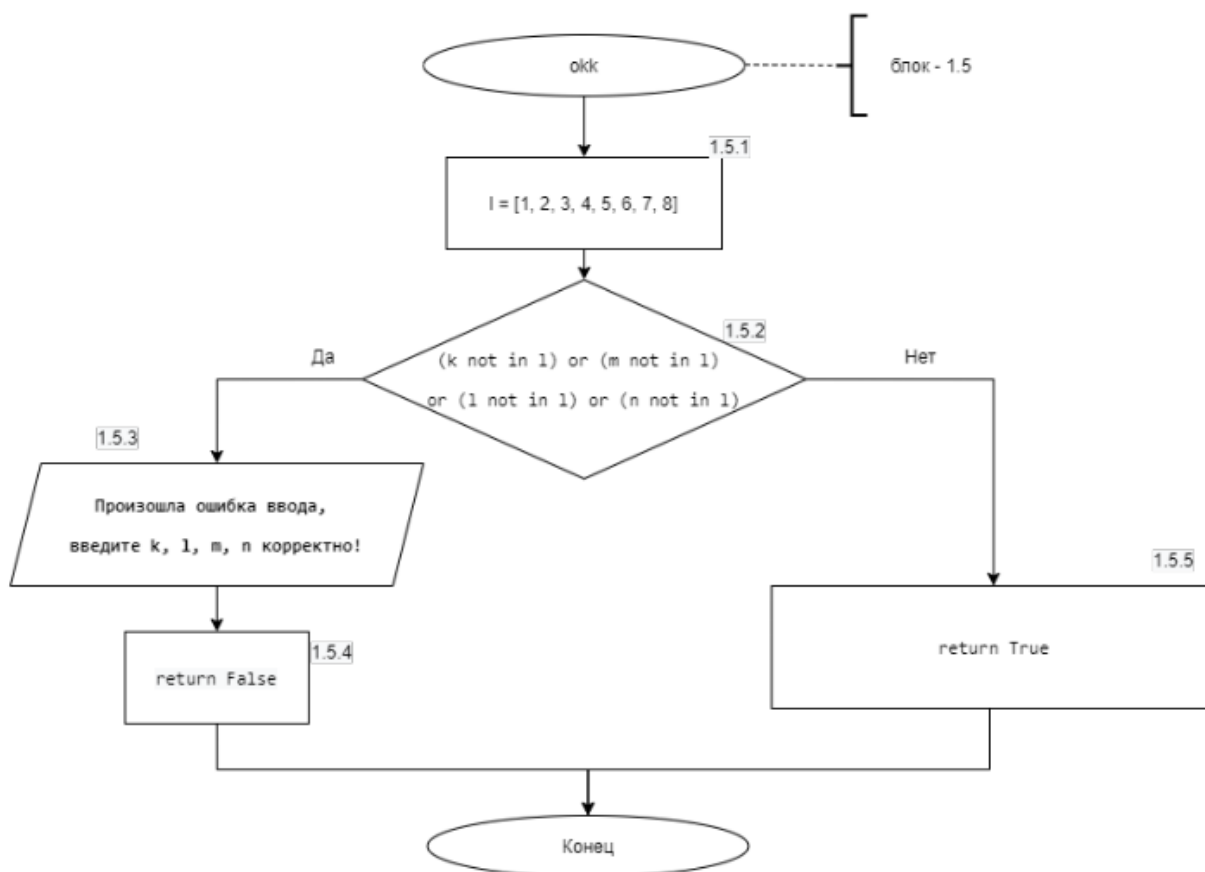 okk
блок - 1.5
1.5.1
l = [1, 2, 3, 4, 5, 6, 7, 8]
1.5.2
Да
(k not in l) or (m not in l)
or (l not in l) or (n not in l)
Нет
1.5.3
Произошла ошибка ввода,
введите k, l, m, n корректно!
1.5.5
1.5.4
return False
return True
Конец